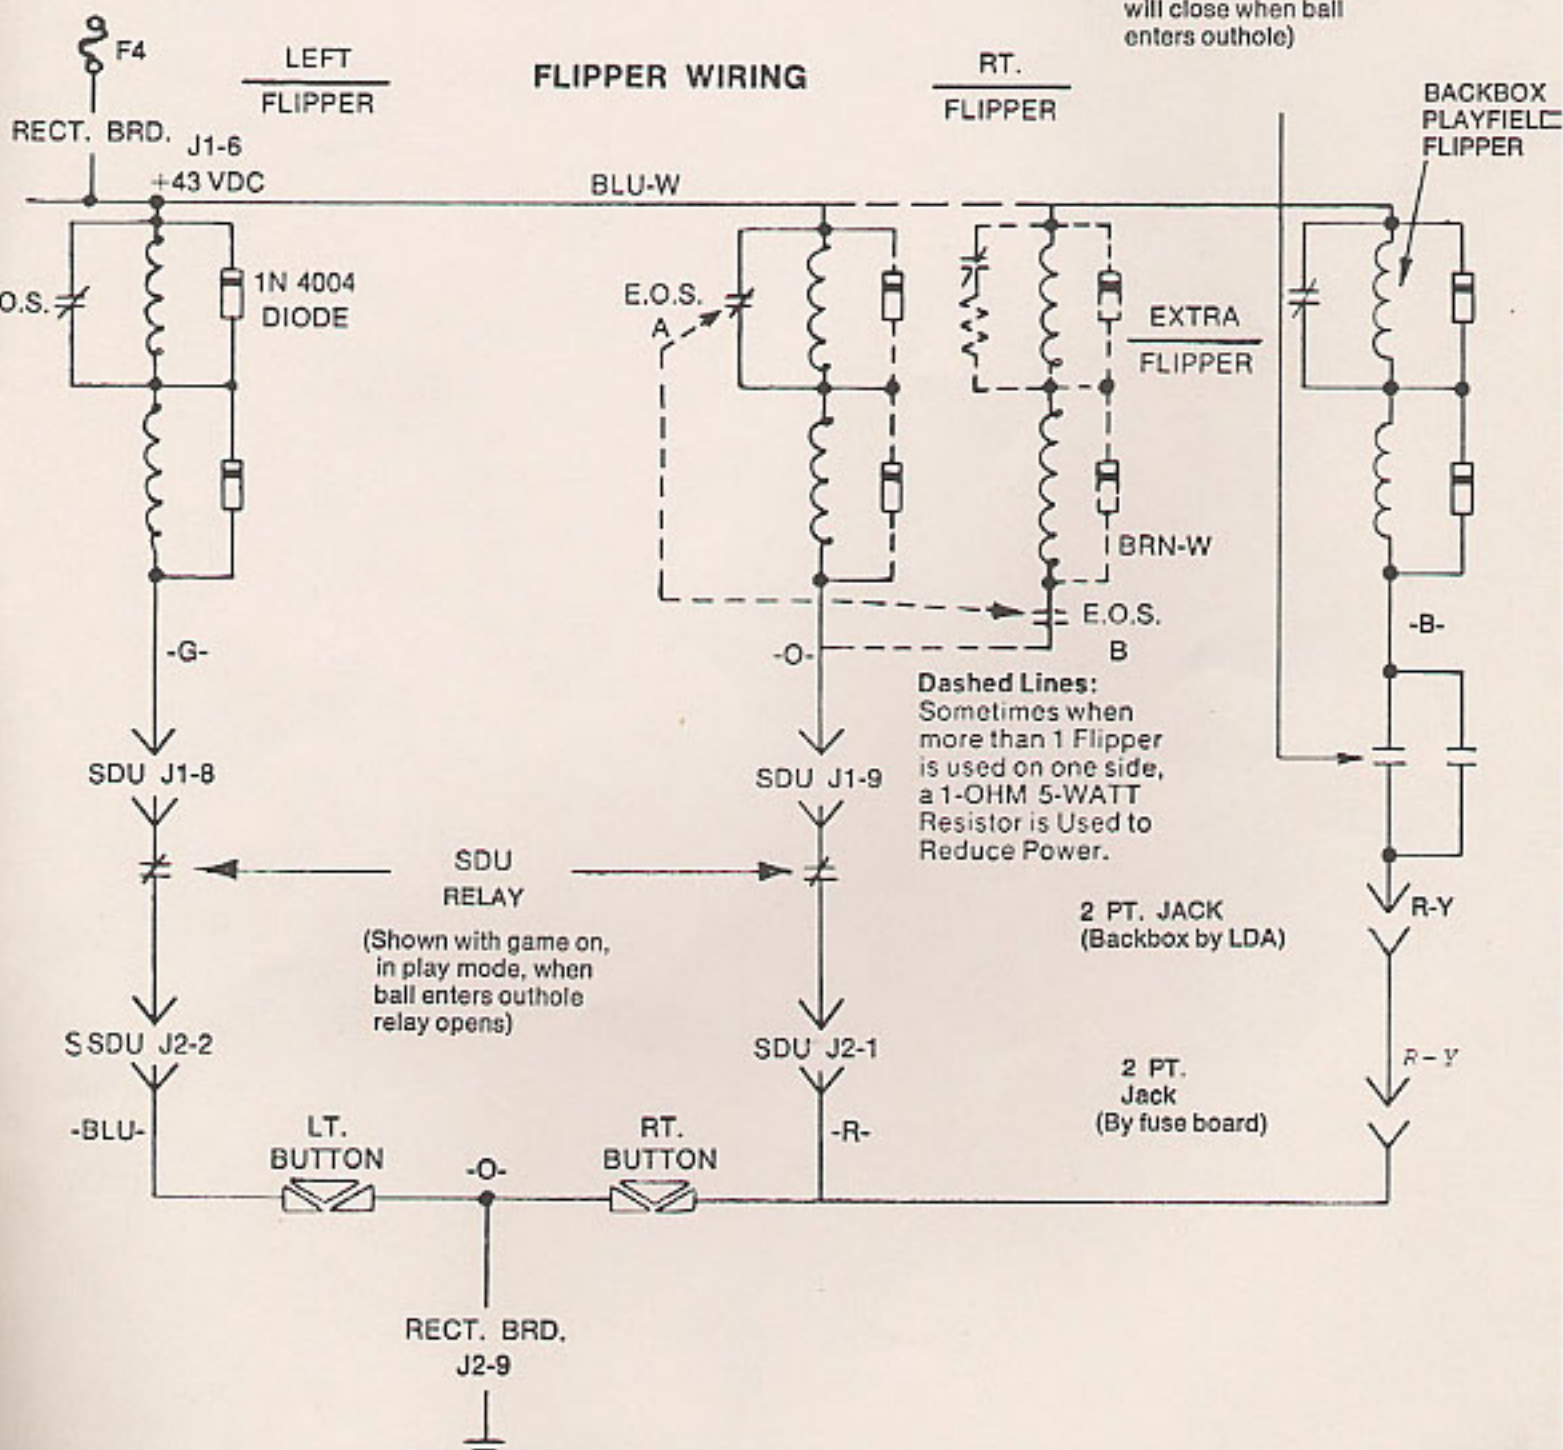 will close when ball
enters outhole)
F4
LEFT
FLIPPER
FLIPPER WIRING
RT.
FLIPPER
BACKBOX
PLAYFIELD
FLIPPER
RECT. BRD.
J1-6
+43 VDC
BLU-W
O.S.
1N 4004
DIODE
E.O.S.
A
EXTRA
FLIPPER
BRN-W
E.O.S.
B
-G-
-O-
-B-
Dashed Lines:
Sometimes when
more than 1 Flipper
is used on one side,
a 1-OHM 5-WATT
Resistor is Used to
Reduce Power.
SDU J1-8
SDU J1-9
SDU
RELAY
(Shown with game on,
in play mode, when
ball enters outhole
relay opens)
2 PT. JACK
(Backbox by LDA)
R-Y
SSDU J2-2
SDU J2-1
R-Y
2 PT.
Jack
(By fuse board)
-BLU-
LT.
BUTTON
-O-
RT.
BUTTON
-R-
RECT. BRD.
J2-9